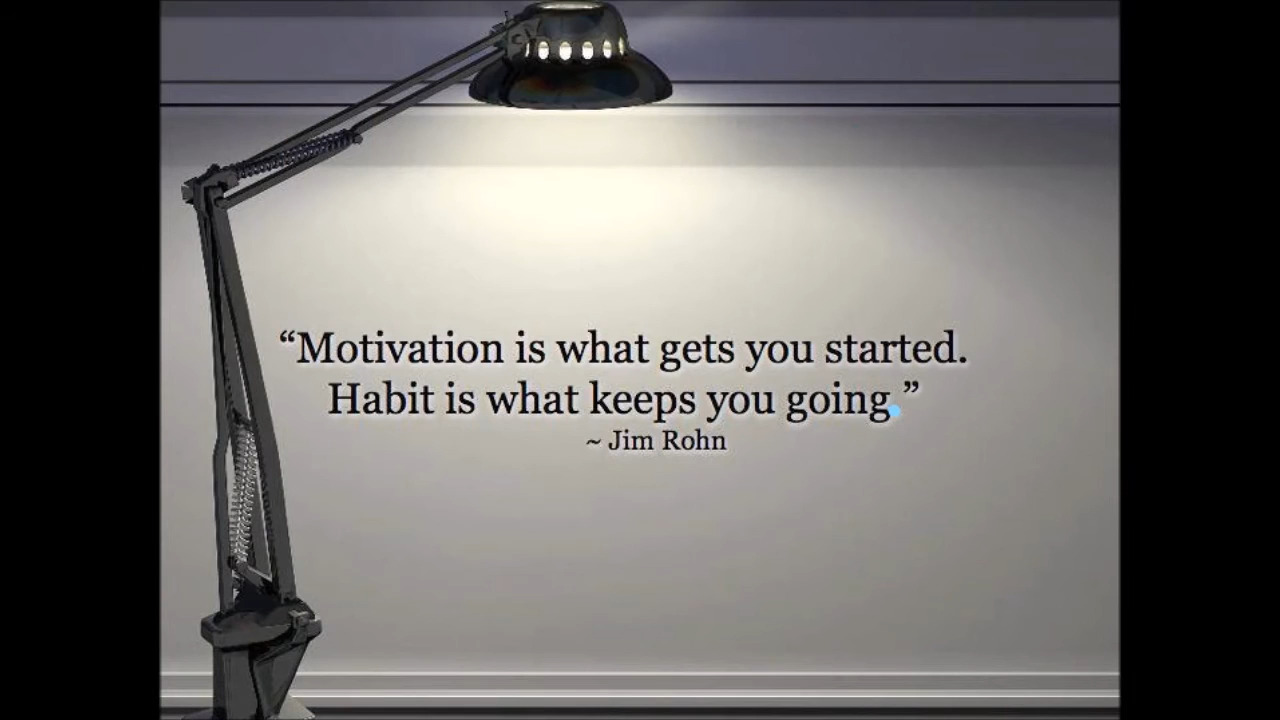 “Motivation is what gets you started.
Habit is what keeps you going.”
~ Jim Rohn